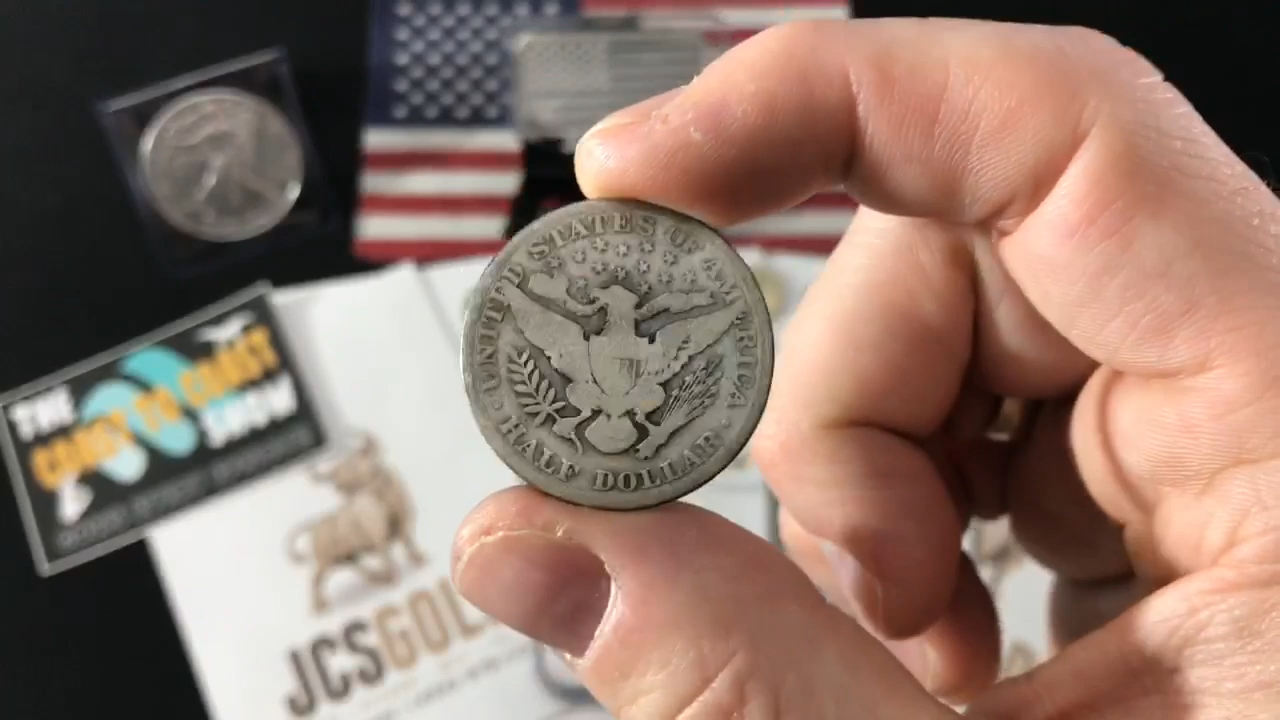 UNITED STATES OF AMERICA
HALF DOLLAR
THE
COAST TO COAST
SHOW
JCSGOL